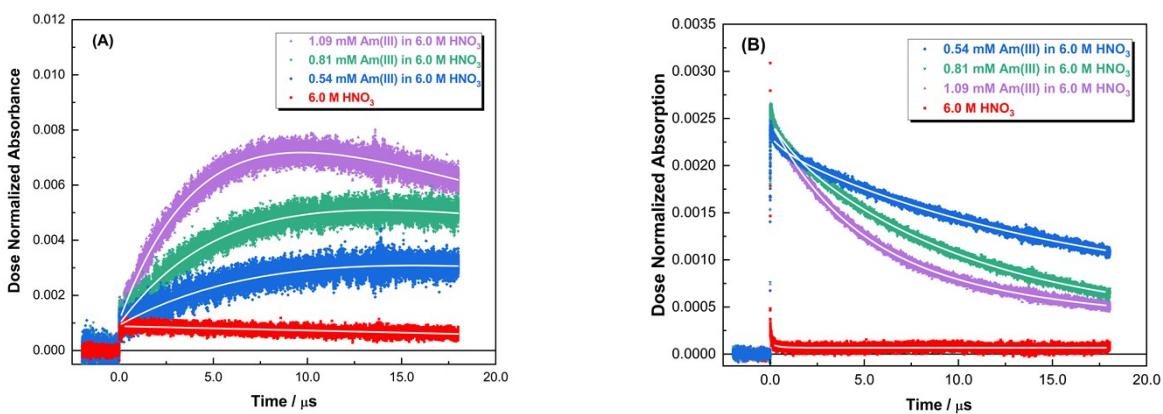 (A)
1.09 mM Am(III) in 6.0 M HNO₃
0.81 mM Am(III) in 6.0 M HNO₃
0.54 mM Am(III) in 6.0 M HNO₃
6.0 M HNO₃
Dose Normalized Absorbance
0.012
0.010
0.008
0.006
0.004
0.002
0.000
0.0 5.0 10.0 15.0 20.0
Time / μs
(B)
0.54 mM Am(III) in 6.0 M HNO₃
0.81 mM Am(III) in 6.0 M HNO₃
1.09 mM Am(III) in 6.0 M HNO₃
6.0 M HNO₃
Dose Normalized Absorption
0.0035
0.0030
0.0025
0.0020
0.0015
0.0010
0.0005
0.0000
0.0 5.0 10.0 15.0 20.0
Time / μs